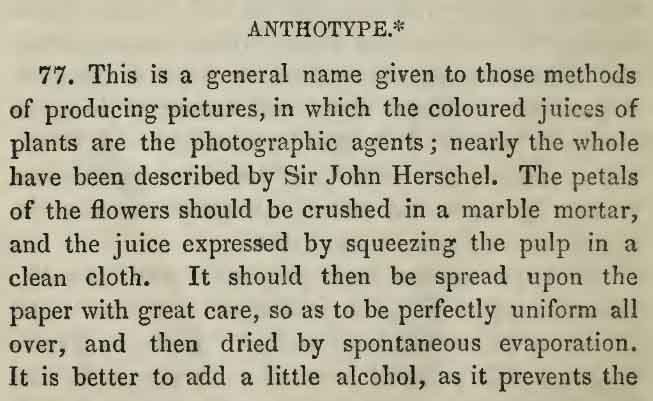 ANTHOTYPE.*
77. This is a general name given to those methods
of producing pictures, in which the coloured juices of
plants are the photographic agents; nearly the whole
have been described by Sir John Herschel. The petals
of the flowers should be crushed in a marble mortar,
and the juice expressed by squeezing the pulp in a
clean cloth. It should then be spread upon the
paper with great care, so as to be perfectly uniform all
over, and then dried by spontaneous evaporation.
It is better to add a little alcohol, as it prevents the